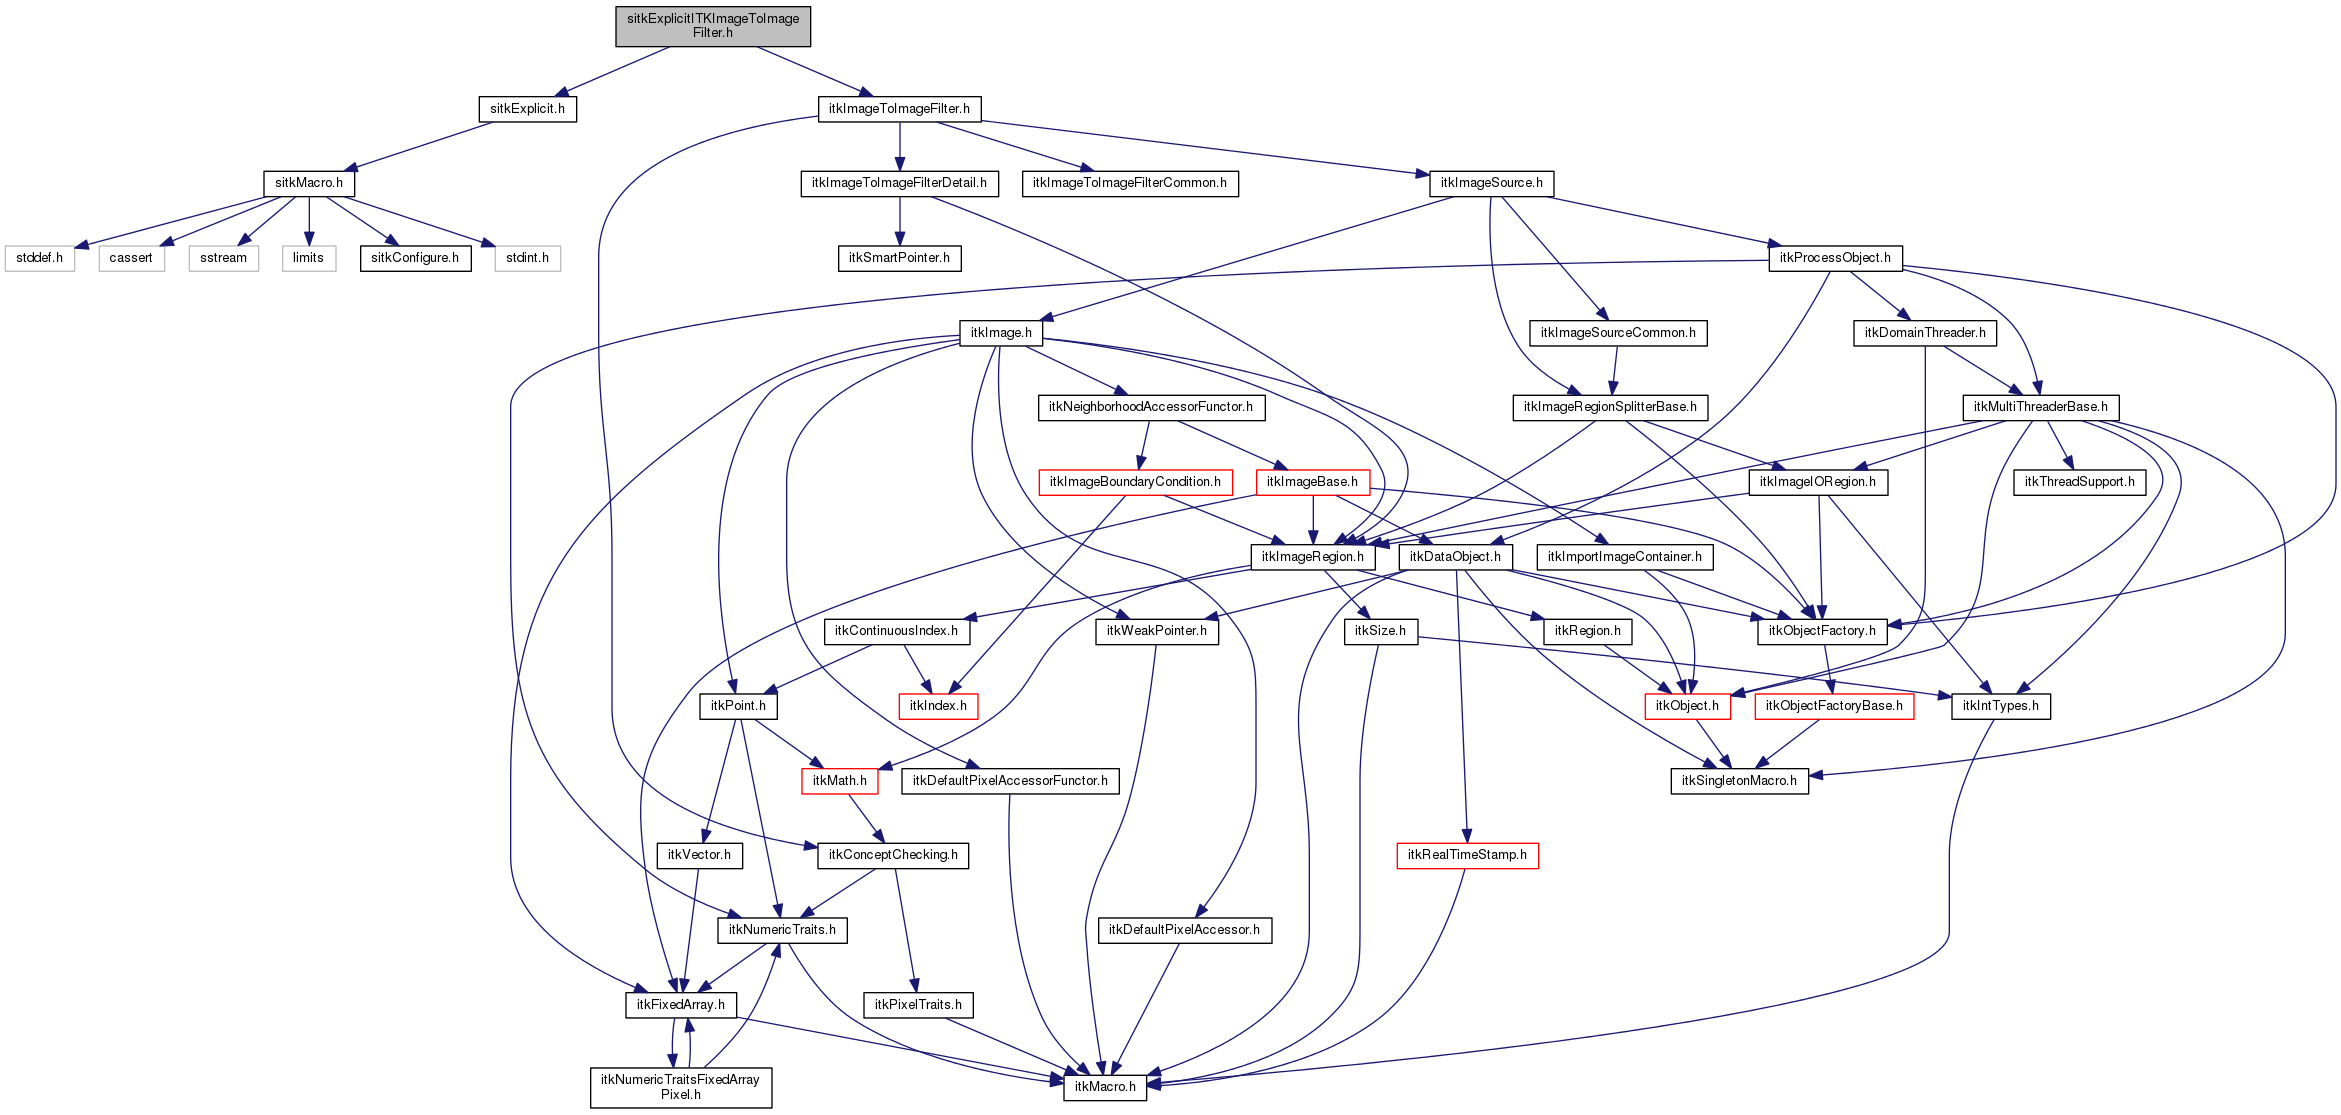 sitkExplicitITKImageToImage
Filter.h
sitkExplicit.h
itkImageToImageFilter.h
sitkMacro.h
itkImageToImageFilterDetail.h
itkImageToImageFilterCommon.h
itkImageSource.h
stddef.h
cassert
sstream
limits
sitkConfigure.h
stdint.h
itkSmartPointer.h
itkProcessObject.h
itkImage.h
itkImageSourceCommon.h
itkDomainThreader.h
itkNeighborhoodAccessorFunctor.h
itkImageRegionSplitterBase.h
itkMultiThreaderBase.h
itkImageBoundaryCondition.h
itkImageBase.h
itkImageIORegion.h
itkThreadSupport.h
itkImageRegion.h
itkDataObject.h
itkImportImageContainer.h
itkContinuousIndex.h
itkWeakPointer.h
itkSize.h
itkRegion.h
itkObjectFactory.h
itkPoint.h
itkIndex.h
itkObject.h
itkObjectFactoryBase.h
itkIntTypes.h
itkMath.h
itkDefaultPixelAccessorFunctor.h
itkSingletonMacro.h
itkVector.h
itkConceptChecking.h
itkRealTimeStamp.h
itkNumericTraits.h
itkDefaultPixelAccessor.h
itkFixedArray.h
itkPixelTraits.h
itkNumericTraitsFixedArray
Pixel.h
itkMacro.h